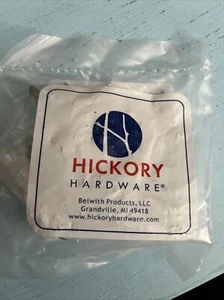 HICKORY
HARDWARE®
Belwith Products, LLC
Grandville, MI 49418
www.hickoryhardware.com